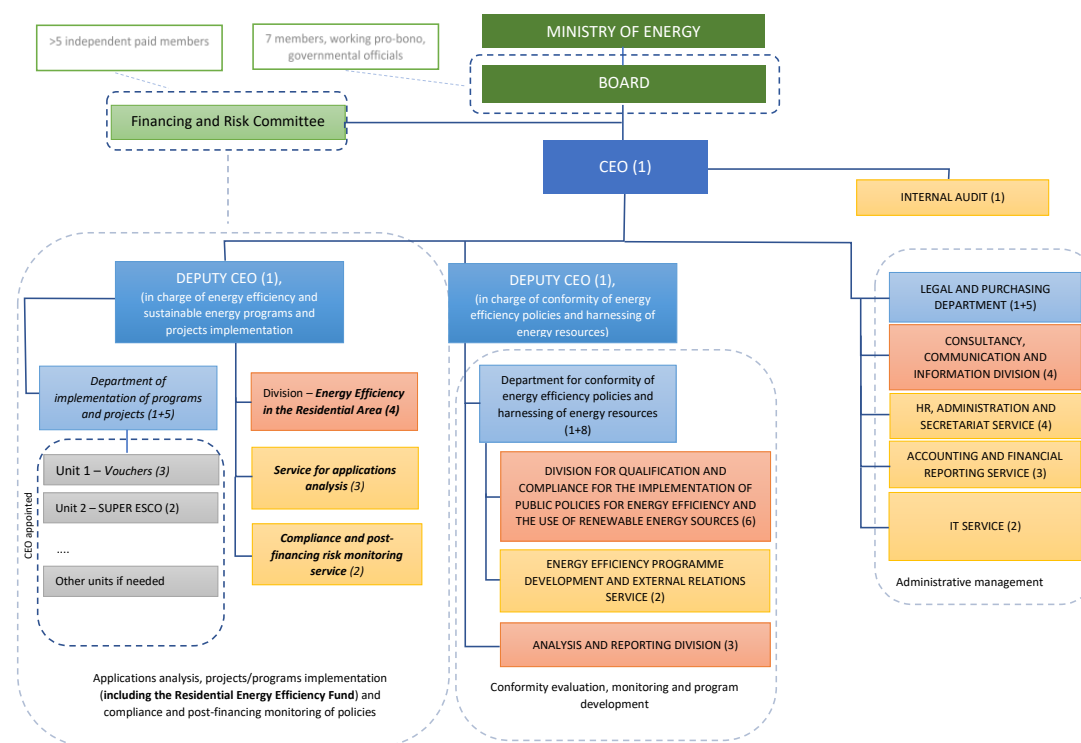 >5 independent paid members
7 members, working pro-bono,
governmental officials
MINISTRY OF ENERGY
BOARD
Financing and Risk Committee
CEO (1)
INTERNAL AUDIT (1)
DEPUTY CEO (1),
(in charge of energy efficiency and
sustainable energy programs and
projects implementation
Department of
implementation of programs
and projects (1+5)
CEO appointed
Unit 1 – Vouchers (3)
Unit 2 – SUPER ESCO (2)
....
Other units if needed
Division – Energy Efficiency
in the Residential Area (4)
Service for applications
analysis (3)
Compliance and post-
financing risk monitoring
service (2)
Applications analysis, projects/programs implementation
(including the Residential Energy Efficiency Fund) and
compliance and post-financing monitoring of policies
DEPUTY CEO (1),
(in charge of conformity of energy
efficiency policies and harnessing of
energy resources)
Department for conformity of
energy efficiency policies and
harnessing of energy resources
(1+8)
DIVISION FOR QUALIFICATION AND
COMPLIANCE FOR THE IMPLEMENTATION OF
PUBLIC POLICIES FOR ENERGY EFFICIENCY AND
THE USE OF RENEWABLE ENERGY SOURCES (6)
ENERGY EFFICIENCY PROGRAMME
DEVELOPMENT AND EXTERNAL RELATIONS
SERVICE (2)
ANALYSIS AND REPORTING DIVISION (3)
Conformity evaluation, monitoring and program
development
LEGAL AND PURCHASING
DEPARTMENT (1+5)
CONSULTANCY,
COMMUNICATION AND
INFORMATION DIVISION (4)
HR, ADMINISTRATION AND
SECRETARIAT SERVICE (4)
ACCOUNTING AND FINANCIAL
REPORTING SERVICE (3)
IT SERVICE (2)
Administrative management